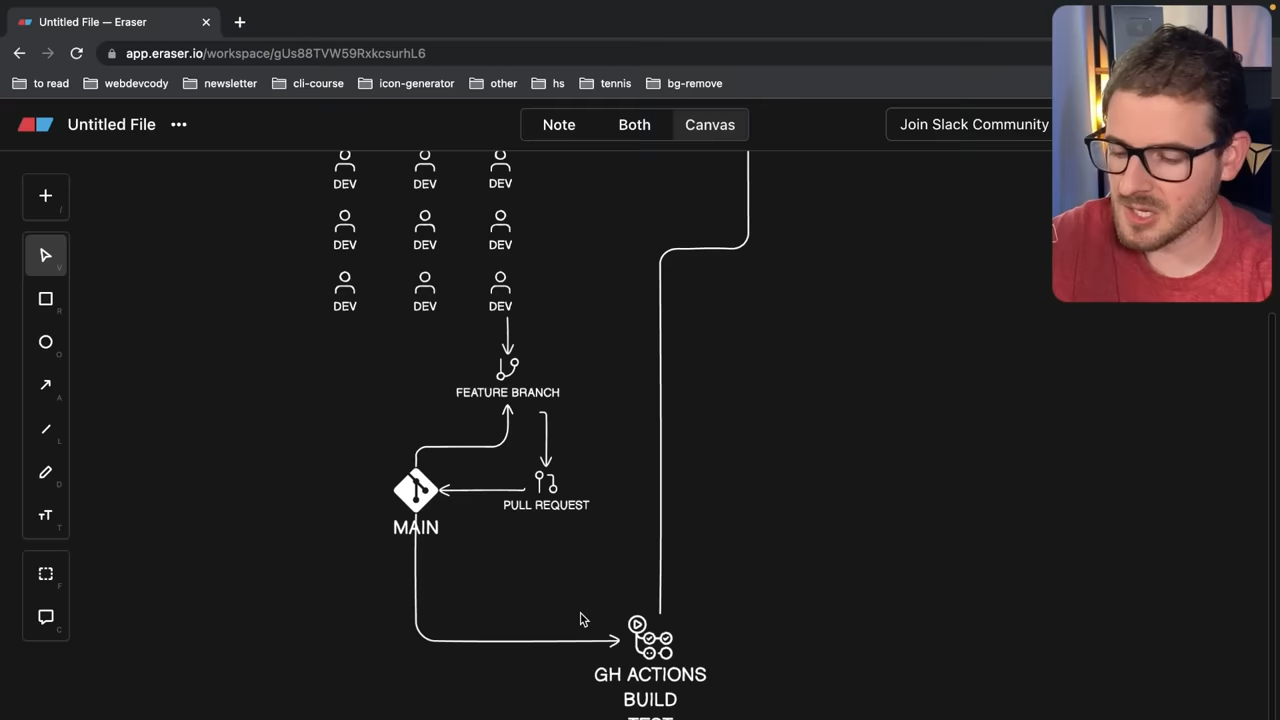 Untitled File — Eraser
app.eraser.io/workspace/gUs88TVW59RxkcsurhL6
to read
webdevcody
newsletter
cli-course
icon-generator
other
hs
tennis
bg-remove
Untitled File
Note
Both
Canvas
Join Slack Community
/
V
R
O
A
L
D
T
F
C
DEV
DEV
DEV
DEV
DEV
DEV
DEV
DEV
DEV
FEATURE BRANCH
PULL REQUEST
MAIN
GH ACTIONS
BUILD
TEST